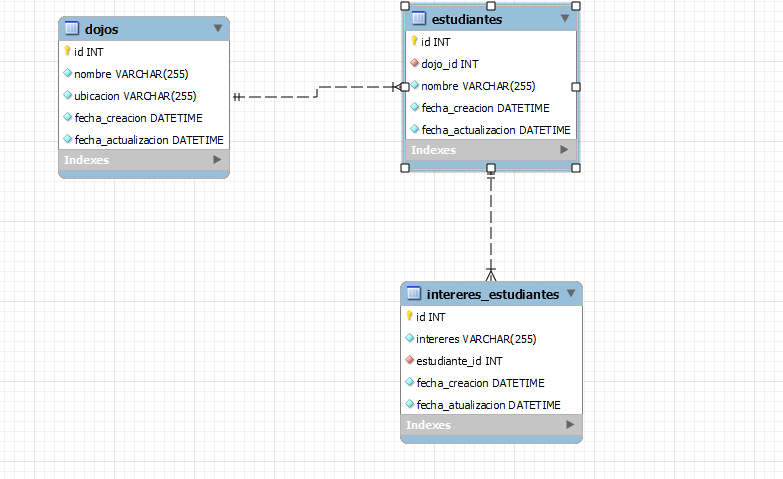 dojos
id INT
nombre VARCHAR(255)
ubicacion VARCHAR(255)
fecha_creacion DATETIME
fecha_actualizacion DATETIME
Indexes
estudiantes
id INT
dojo_id INT
nombre VARCHAR(255)
fecha_creacion DATETIME
fecha_actualizacion DATETIME
Indexes
intereres_estudiantes
id INT
intereres VARCHAR(255)
estudiante_id INT
fecha_creacion DATETIME
fecha_atualizacion DATETIME
Indexes